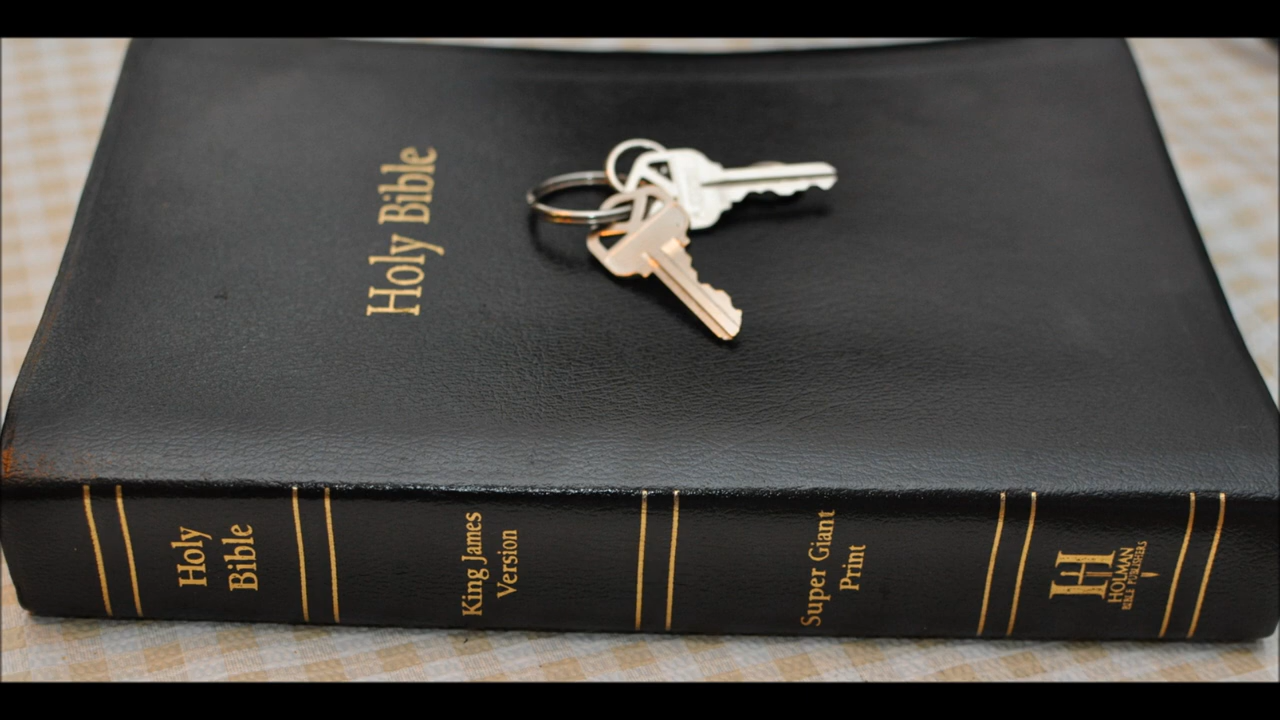 Holy Bible
Holy
Bible
King James
Version
Super Giant
Print
HOLMAN
BIBLE PUBLISHERS